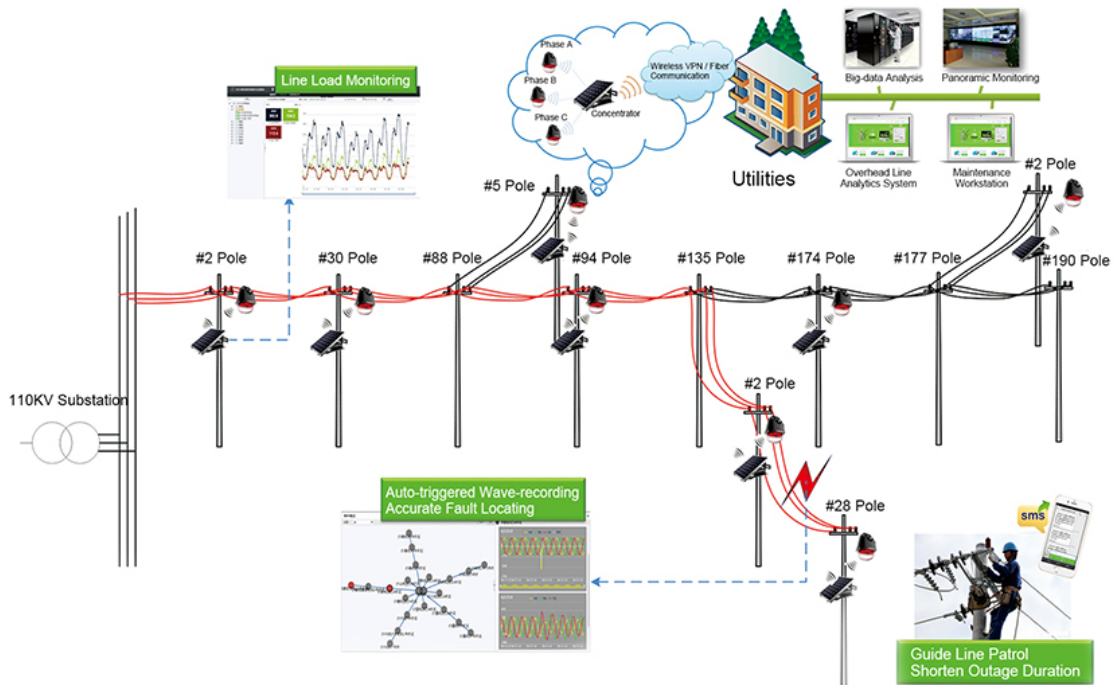 Line Load Monitoring
Phase A
Phase B
Phase C
Concentrator
Wireless VPN / Fiber
Communication
Utilities
Big-data Analysis
Panoramic Monitoring
Overhead Line
Analytics System
Maintenance
Workstation
#5 Pole
#2 Pole
#2 Pole
#30 Pole
#88 Pole
#94 Pole
#135 Pole
#174 Pole
#177 Pole
#190 Pole
110KV Substation
#2 Pole
Auto-triggered Wave-recording
Accurate Fault Locating
#28 Pole
sms
Guide Line Patrol
Shorten Outage Duration